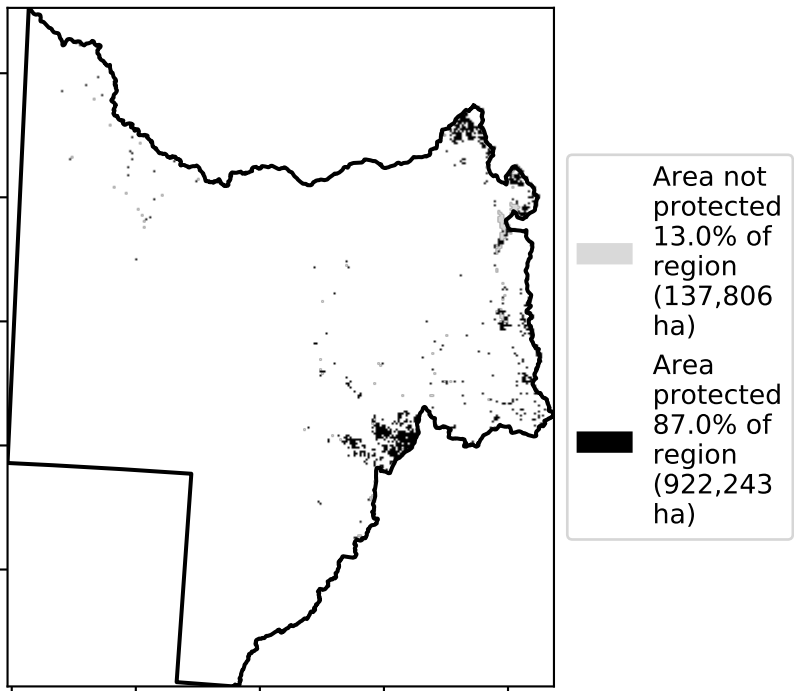 Area not
protected
13.0% of
region
(137,806
ha)
Area
protected
87.0% of
region
(922,243
ha)